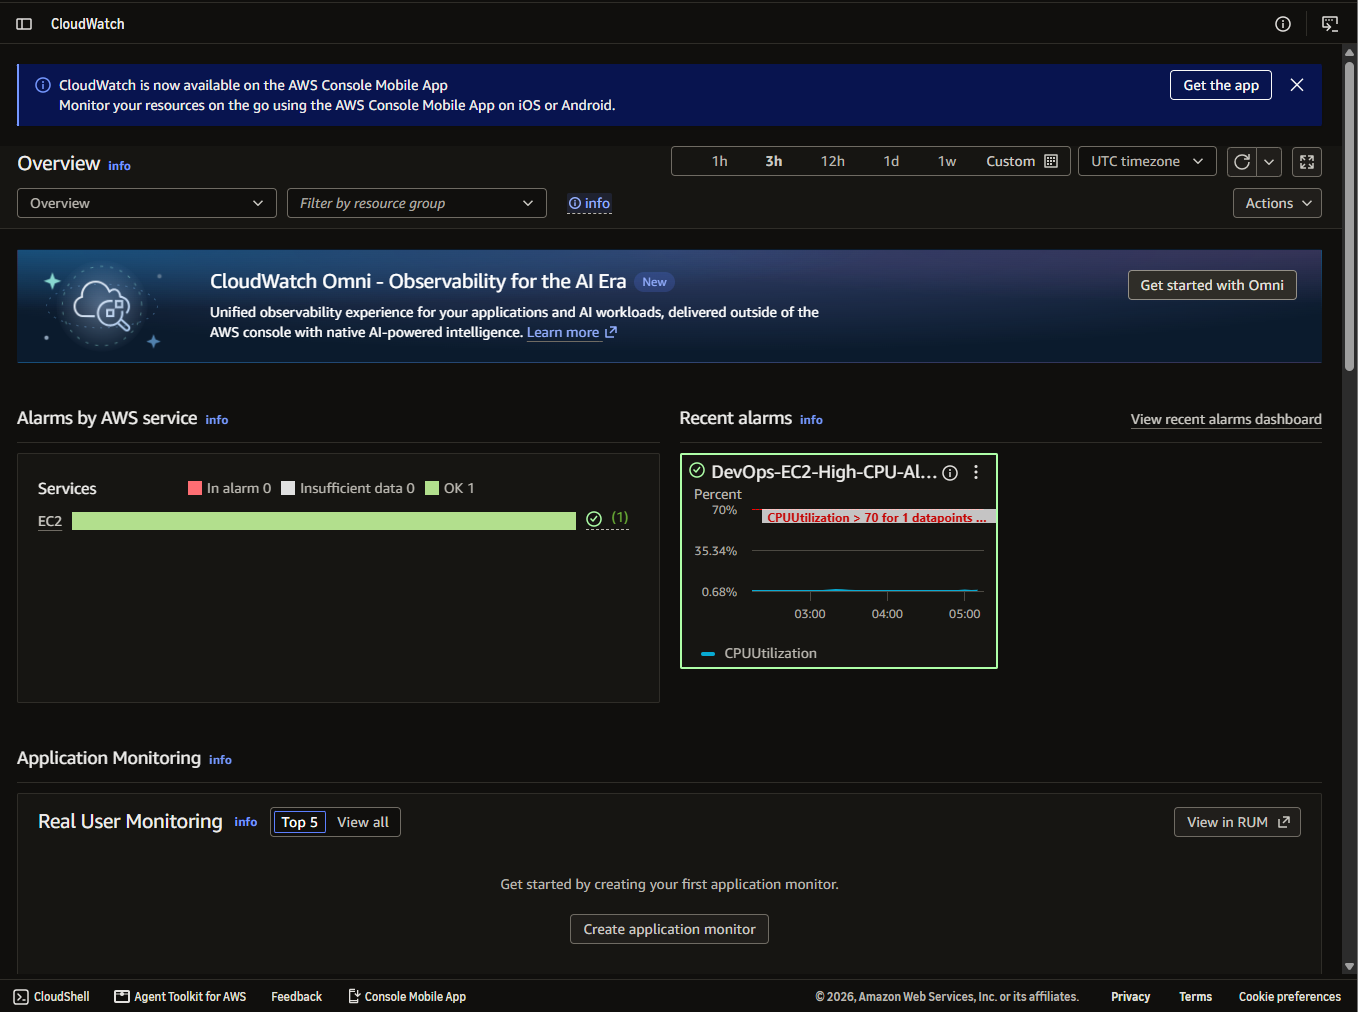 CloudWatch
CloudWatch is now available on the AWS Console Mobile App
Monitor your resources on the go using the AWS Console Mobile App on iOS or Android.
Get the app
Overview info
1h 3h 12h 1d 1w Custom
UTC timezone
Overview
Filter by resource group
info
Actions
CloudWatch Omni - Observability for the AI Era New
Unified observability experience for your applications and AI workloads, delivered outside of the
AWS console with native AI-powered intelligence. Learn more
Get started with Omni
Alarms by AWS service info
Services
In alarm 0 Insufficient data 0 OK 1
EC2
(1)
Recent alarms info
View recent alarms dashboard
DevOps-EC2-High-CPU-Al...
Percent
70%
CPUUtilization > 70 for 1 datapoints ...
35.34%
0.68%
03:00 04:00 05:00
CPUUtilization
Application Monitoring info
Real User Monitoring info
Top 5 View all
View in RUM
Get started by creating your first application monitor.
Create application monitor
CloudShell Agent Toolkit for AWS Feedback Console Mobile App
© 2026, Amazon Web Services, Inc. or its affiliates. Privacy Terms Cookie preferences